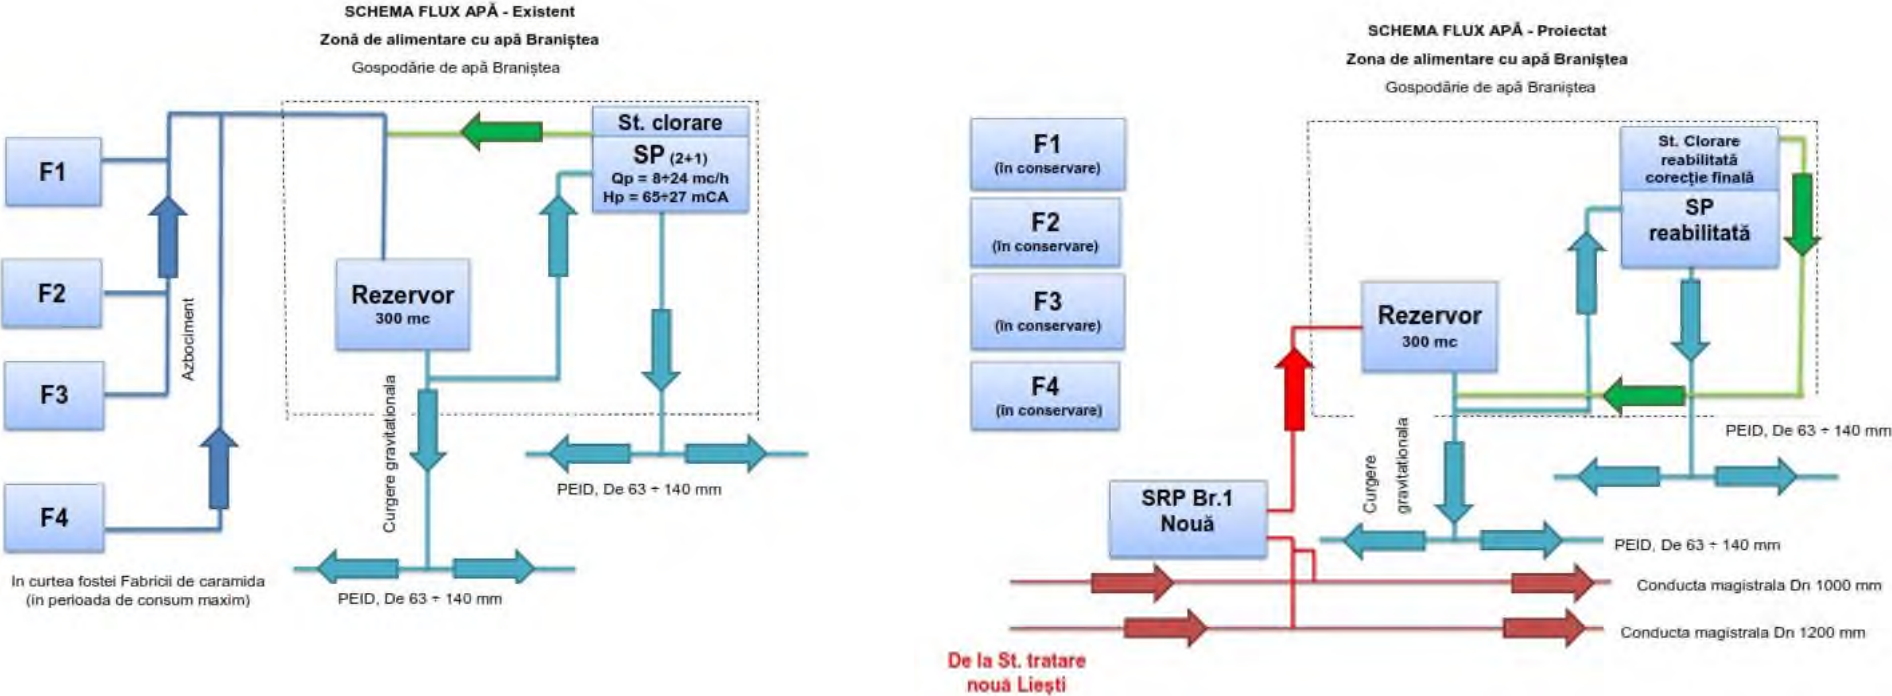 SCHEMA FLUX APĂ - Existent
Zonă de alimentare cu apă Braniștea
Gospodărie de apă Braniștea
F1
F2
F3
F4
Azbociment
In curtea fostei Fabricii de caramida
(in perioada de consum maxim)
St. clorare
SP (2+1)
Qp = 8÷24 mc/h
Hp = 65÷27 mCA
Rezervor
300 mc
Curgere gravitationala
PEID, De 63 ÷ 140 mm
PEID, De 63 ÷ 140 mm
SCHEMA FLUX APĂ - Proiectat
Zona de alimentare cu apă Braniștea
Gospodărie de apă Braniștea
F1
(în conservare)
F2
(în conservare)
F3
(în conservare)
F4
(în conservare)
St. Clorare
reabilitată
corecție finală
SP
reabilitată
Rezervor
300 mc
Curgere
gravitationala
PEID, De 63 ÷ 140 mm
SRP Br.1
Nouă
PEID, De 63 ÷ 140 mm
Conducta magistrala Dn 1000 mm
Conducta magistrala Dn 1200 mm
De la St. tratare
nouă Liești